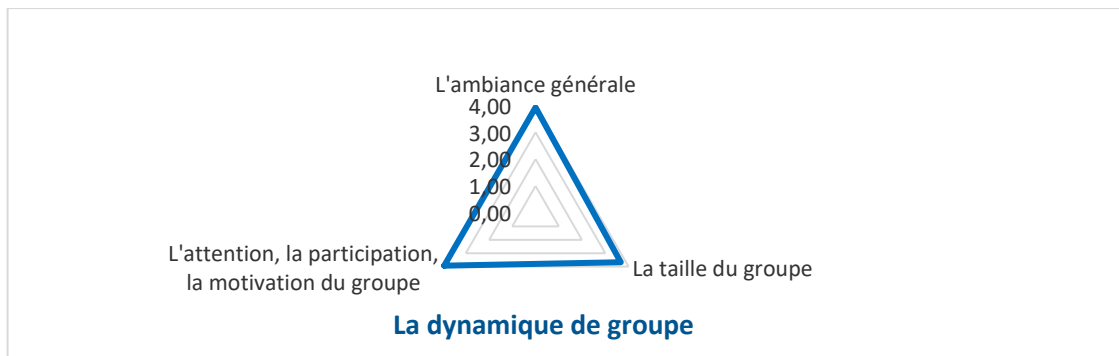 L'ambiance générale
4,00
3,00
2,00
1,00
0,00
L'attention, la participation,
la motivation du groupe
La taille du groupe
La dynamique de groupe